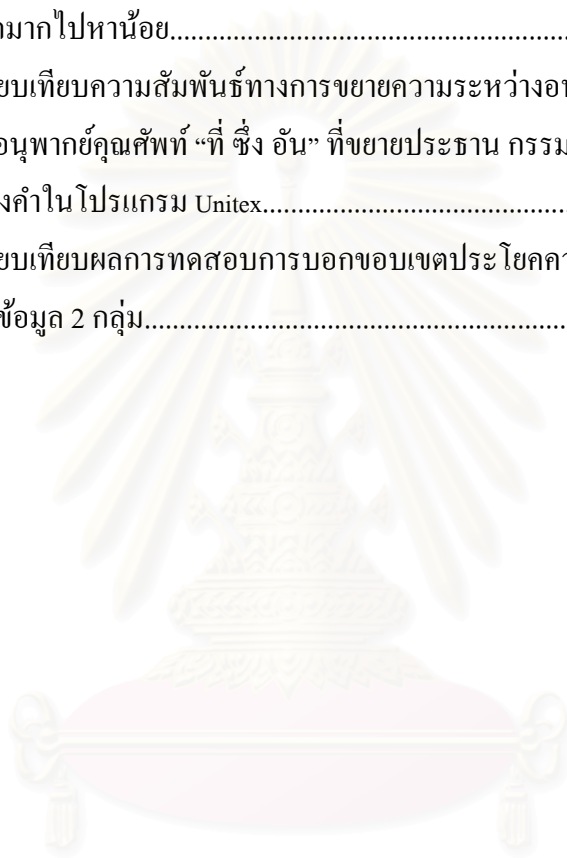 มากไปหาน้อย................................................................
ยบเทียบความสัมพันธ์ทางการขยายความระหว่างอน
อนุพากย์คุณศัพท์ “ที่ ซึ่ง อัน” ที่ขยายประธาน กรรม
งคำในโปรแกรม Unitex................................................
ยบเทียบผลการทดสอบการบอกขอบเขตประโยคคว
ข้อมูล 2 กลุ่ม................................................................